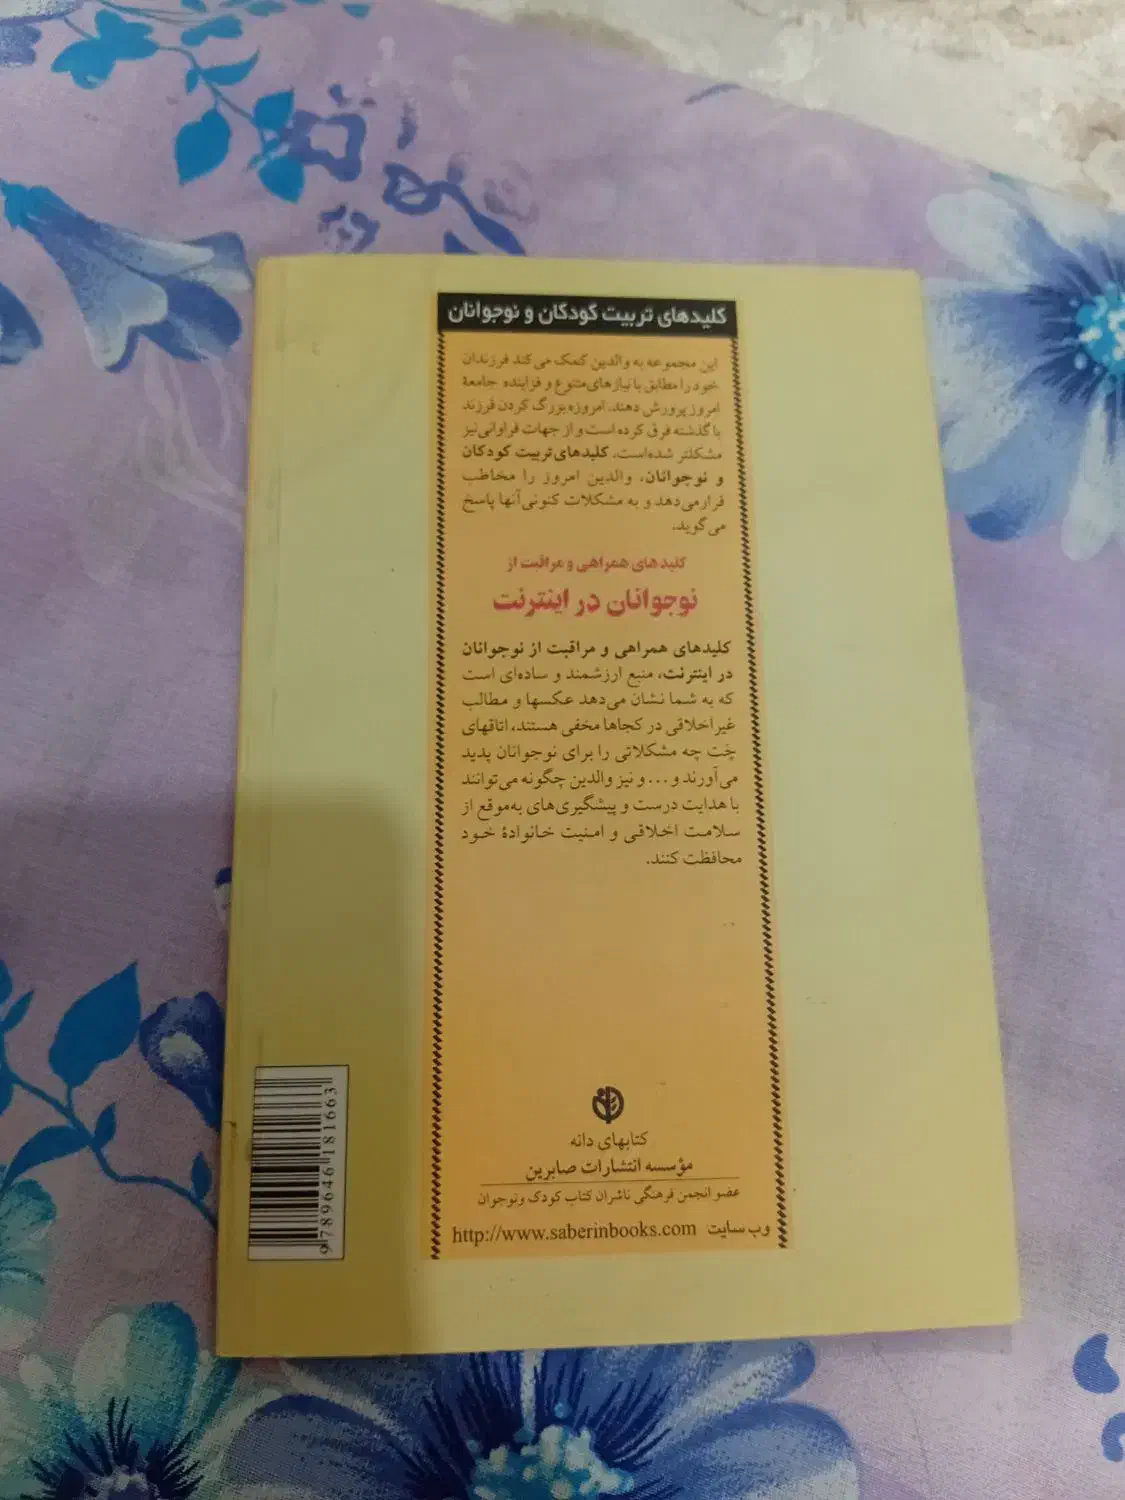 کلیدهای تربیت کودکان و نوجوانان
این مجموعه به والدین کمک می‌کند فرزندان
خود را مطابق با نیازهای متنوع و فزاینده جامعهٔ
امروز پرورش دهند. امروزه بزرگ کردن فرزند
با گذشته فرق کرده است و از جهات فراوانی نیز
مشکلتر شده‌است. کلیدهای تربیت کودکان
و نوجوانان، والدین امروز را مخاطب
قرار می‌دهد و به مشکلات کنونی آنها پاسخ
می‌گوید.
کلیدهای همراهی و مراقبت از
نوجوانان در اینترنت
کلیدهای همراهی و مراقبت از نوجوانان
در اینترنت، منبع ارزشمند و ساده‌ای است
که به شما نشان می‌دهد عکسها و مطالب
غیراخلاقی در کجاها مخفی هستند، اتاقهای
چَت چه مشکلاتی را برای نوجوانان پدید
می‌آورند و... و نیز والدین چگونه می‌توانند
با هدایت درست و پیشگیری‌های به‌موقع از
سلامت اخلاقی و امنیت خانوادهٔ خود
محافظت کنند.
کتابهای دانه
مؤسسه انتشارات صابرین
عضو انجمن فرهنگی ناشران کتاب کودک و نوجوان
وب سایت http://www.saberinbooks.com
9 789646 181663